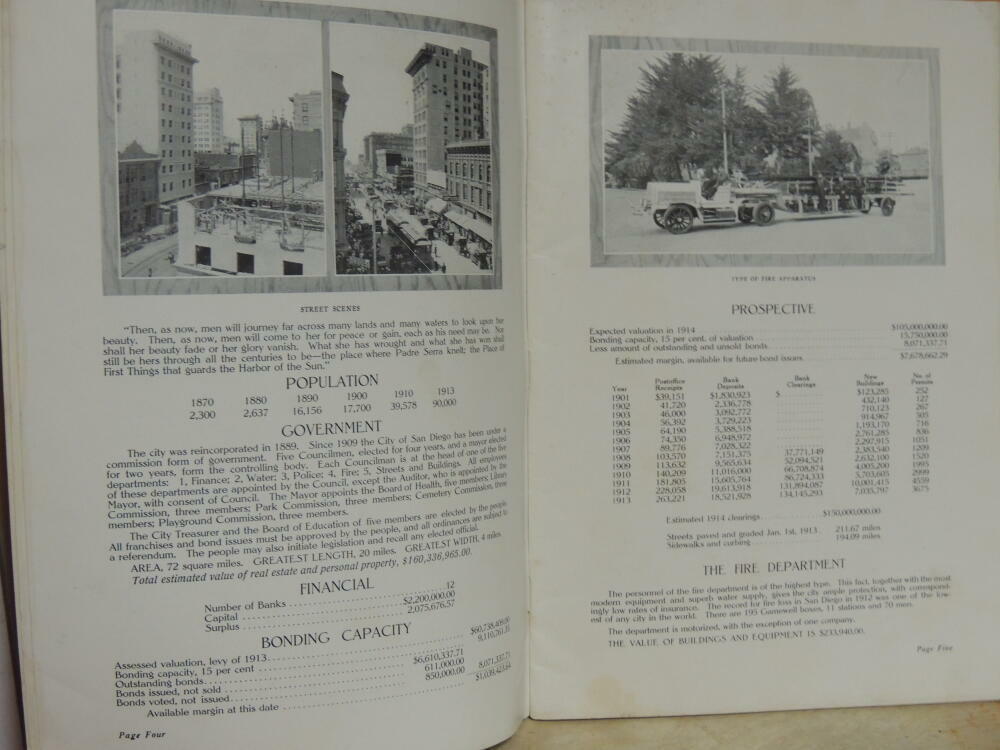 STREET SCENES
"Then, as now, men will journey far across many lands and many waters to look upon her
beauty. Then, as now, men will come to her for peace or gain, each as his need may be. Nor
shall her beauty fade or her glory vanish. What she has wrought and what she has won shall
still be hers through all the centuries to be—the place where Padre Serra knelt; the Place of
First Things that guards the Harbor of the Sun."
POPULATION
1870 1880 1890 1900 1910 1913
2,300 2,637 16,156 17,700 39,578 90,000
GOVERNMENT
The city was reincorporated in 1889. Since 1909 the City of San Diego has been under a
commission form of government. Five Councilmen, elected for four years, and a mayor elected
for two years, form the controlling body. Each Councilman is at the head of one of five
departments: 1, Finance; 2, Water; 3, Police; 4, Fire; 5, Streets and Buildings. All employees
of these departments are appointed by the Council, except the Auditor, who is appointed by the
Mayor, with consent of Council. The Mayor appoints the Board of Health, five members; Library
Commission, three members; Park Commission, three members; Cemetery Commission, three
members; Playground Commission, three members.
The City Treasurer and the Board of Education of five members are elected by the people.
All franchises and bond issues must be approved by the people, and all ordinances are subject to
a referendum. The people may also initiate legislation and recall any elected official.
AREA, 72 square miles. GREATEST LENGTH, 20 miles. GREATEST WIDTH, 4 miles
Total estimated value of real estate and personal property, $160,336,965.00.
FINANCIAL
Number of Banks 12
Capital $2,200,000.00
Surplus 2,075,676.57
BONDING CAPACITY
Assessed valuation, levy of 1913 $60,738,409.00
Bonding capacity, 15 per cent 9,110,761.35
Outstanding bonds $6,610,337.71
Bonds issued, not sold 611,000.00
Bonds voted, not issued 850,000.00 8,071,337.71
Available margin at this date $1,039,423.64
Page Four
TYPE OF FIRE APPARATUS
PROSPECTIVE
Expected valuation in 1914 $105,000,000.00
Bonding capacity, 15 per cent. of valuation 15,750,000.00
Less amount of outstanding and unsold bonds 8,071,337.71
Estimated margin, available for future bond issues $7,678,662.29
Year Postoffice Receipts Bank Deposits Bank Clearings New Buildings No. of Permits
1901 $39,151 $1,830,923 $ $123,285 252
1902 41,720 2,336,778 432,140 127
1903 46,000 3,092,772 710,123 267
1904 56,392 3,729,223 914,967 505
1905 64,190 5,388,518 1,193,170 716
1906 74,350 6,948,972 2,761,285 836
1907 89,776 7,028,322 2,297,915 1051
1908 103,570 7,151,375 37,771,149 2,383,540 1209
1909 113,632 9,565,634 52,094,521 2,632,100 1520
1910 140,209 11,016,000 66,708,874 4,005,200 1993
1911 181,805 15,605,764 86,724,333 5,703,605 2999
1912 228,058 19,613,918 131,894,087 10,001,415 4559
1913 263,221 18,521,928 134,145,293 7,035,797 3675
Estimated 1914 clearings $150,000,000.00
Streets paved and graded Jan. 1st, 1913 211.67 miles
Sidewalks and curbing 194.09 miles
THE FIRE DEPARTMENT
The personnel of the fire department is of the highest type. This fact, together with the most
modern equipment and superb water supply, gives the city ample protection, with correspond-
ingly low rates of insurance. The record for fire loss in San Diego in 1912 was one of the low-
est of any city in the world. There are 195 Gamewell boxes, 11 stations and 70 men.
The department is motorized, with the exception of one company.
THE VALUE OF BUILDINGS AND EQUIPMENT IS $233,940.00.
Page Five